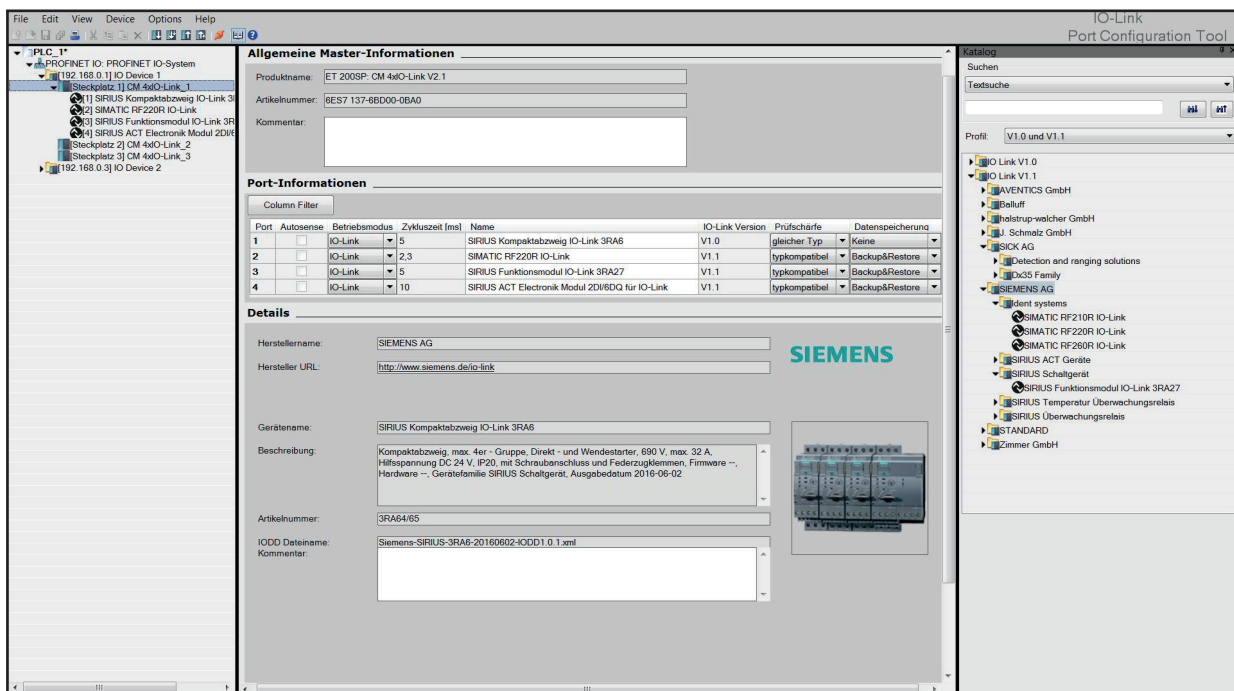 File Edit View Device Options Help
IO-Link
Port Configuration Tool
PLC_1*
PROFINET IO: PROFINET IO-System
[192.168.0.1] IO Device 1
[Steckplatz 1] CM 4xIO-Link_1
[1] SIRIUS Kompaktabzweig IO-Link 3
[2] SIMATIC RF220R IO-Link
[3] SIRIUS Funktionsmodul IO-Link 3R
[4] SIRIUS ACT Electronik Modul 2DI/6
[Steckplatz 2] CM 4xIO-Link_2
[Steckplatz 3] CM 4xIO-Link_3
[192.168.0.3] IO Device 2
Allgemeine Master-Informationen
Produktname: ET 200SP: CM 4xIO-Link V2.1
Artikelnummer: 6ES7 137-6BD00-0BA0
Kommentar:
Port-Informationen
Column Filter
Port Autosense Betriebsmodus Zykluszeit [ms] Name IO-Link Version Prüfschärfe Datenspeicherung
1 IO-Link 5 SIRIUS Kompaktabzweig IO-Link 3RA6 V1.0 gleicher Typ Keine
2 IO-Link 2,3 SIMATIC RF220R IO-Link V1.1 typkompatibel Backup&Restore
3 IO-Link 5 SIRIUS Funktionsmodul IO-Link 3RA27 V1.1 typkompatibel Backup&Restore
4 IO-Link 10 SIRIUS ACT Electronik Modul 2DI/6DQ für IO-Link V1.1 typkompatibel Backup&Restore
Details
Herstellername: SIEMENS AG
SIEMENS
Hersteller URL: http://www.siemens.de/io-link
Gerätename: SIRIUS Kompaktabzweig IO-Link 3RA6
Beschreibung: Kompaktabzweig, max. 4er - Gruppe, Direkt - und Wendestarter, 690 V, max. 32 A,
Hilfsspannung DC 24 V, IP20, mit Schraubanschluss und Federzugklemmen, Firmware --,
Hardware --, Gerätefamilie SIRIUS Schaltgerät, Ausgabedatum 2016-06-02
Artikelnummer: 3RA64/65
IODD Dateiname: Siemens-SIRIUS-3RA6-20160602-IODD1.0.1.xml
Kommentar:
Katalog
Suchen
Textsuche
Profil: V1.0 und V1.1
IO Link V1.0
IO Link V1.1
AVENTICS GmbH
Balluff
halstrup-walcher GmbH
J. Schmalz GmbH
SICK AG
Detection and ranging solutions
Dx35 Family
SIEMENS AG
Ident systems
SIMATIC RF210R IO-Link
SIMATIC RF220R IO-Link
SIMATIC RF260R IO-Link
SIRIUS ACT Geräte
SIRIUS Schaltgerät
SIRIUS Funktionsmodul IO-Link 3RA27
SIRIUS Temperatur Überwachungsrelais
SIRIUS Überwachungsrelais
STANDARD
Zimmer GmbH